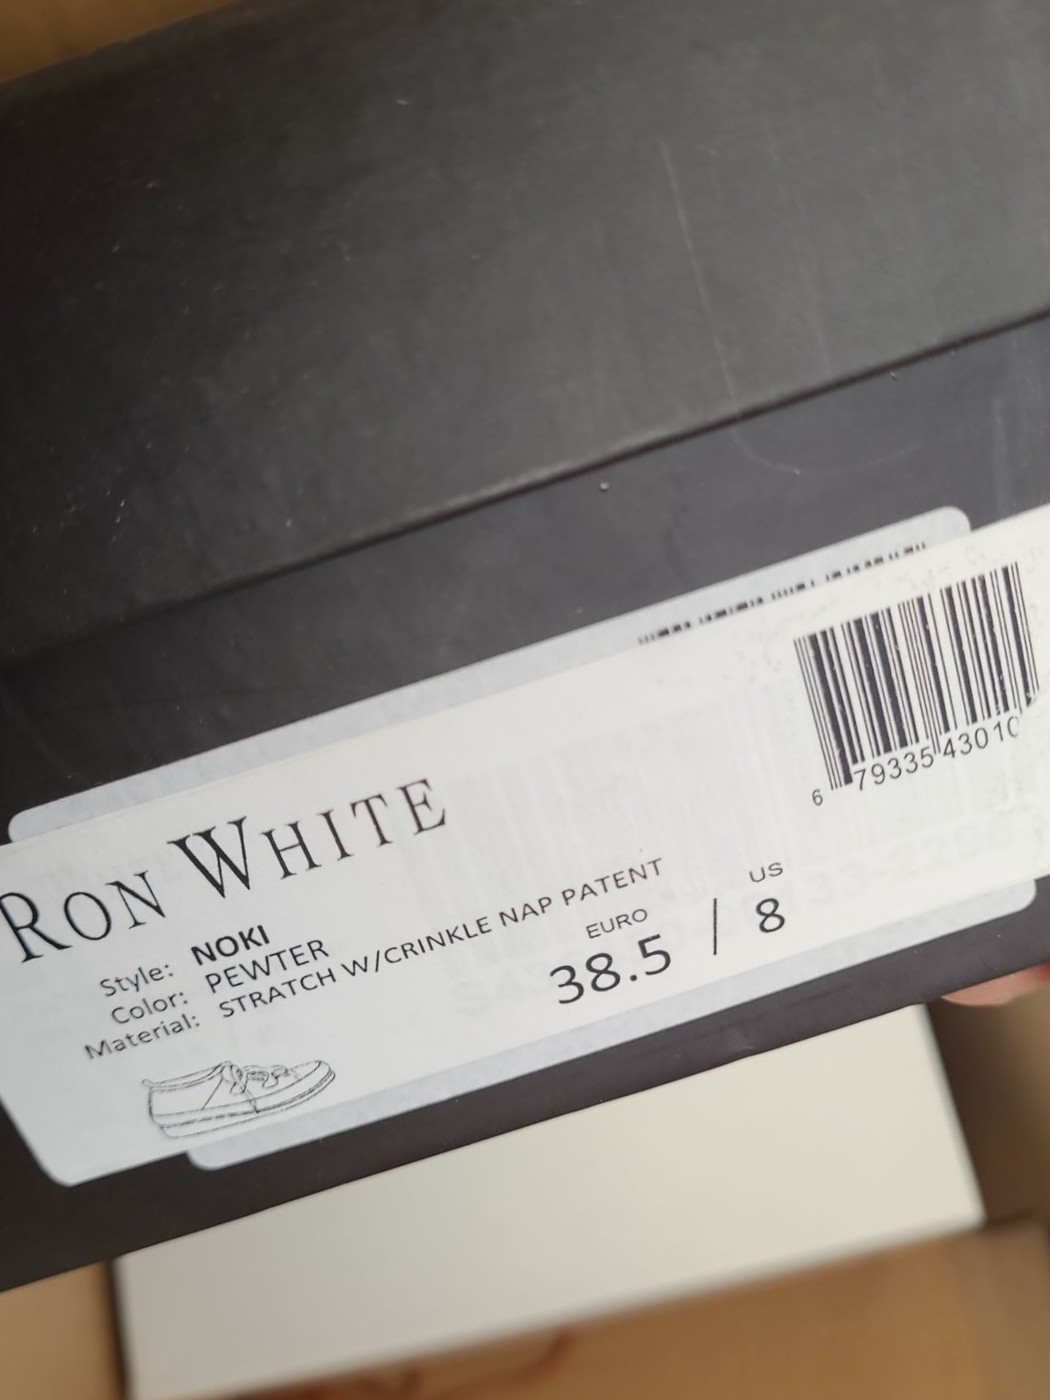 6 79335 43010
RON WHITE
Style: NOKI
Color: PEWTER
Material: STRATCH W/CRINKLE NAP PATENT
EURO US
38.5 / 8